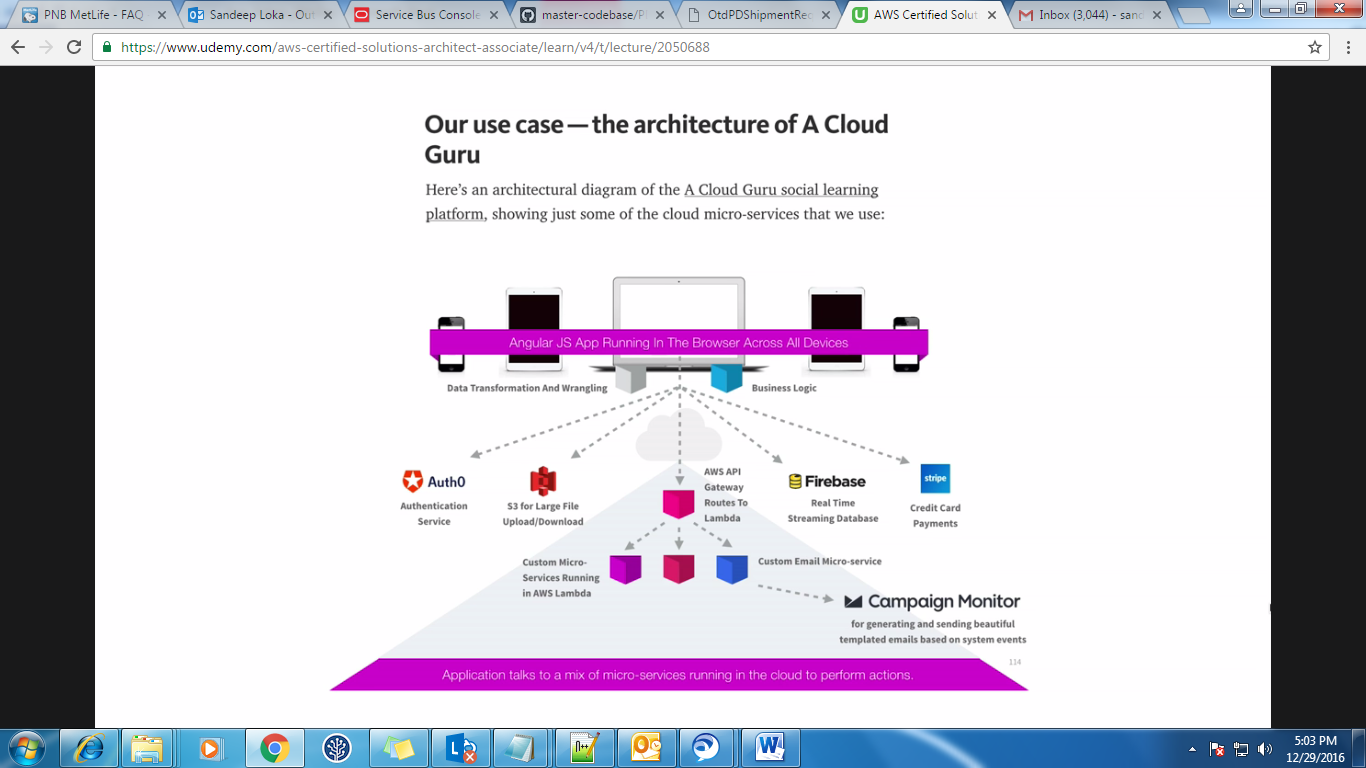 PNB MetLife - FAQ
Sandeep Loka - Out
Service Bus Console
master-codebase/Pl
OtdPDShipmentRec
AWS Certified Solut
Inbox (3,044) - sand
https://www.udemy.com/aws-certified-solutions-architect-associate/learn/v4/t/lecture/2050688
Our use case — the architecture of A Cloud
Guru
Here's an architectural diagram of the A Cloud Guru social learning
platform, showing just some of the cloud micro-services that we use:
Angular JS App Running In The Browser Across All Devices
Data Transformation And Wrangling
Business Logic
Auth0
Authentication
Service
S3 for Large File
Upload/Download
AWS API
Gateway
Routes To
Lambda
Firebase
Real Time
Streaming Database
stripe
Credit Card
Payments
Custom Micro-
Services Running
in AWS Lambda
Custom Email Micro-service
Campaign Monitor
for generating and sending beautiful
templated emails based on system events
114
Application talks to a mix of micro-services running in the cloud to perform actions.
5:03 PM
12/29/2016